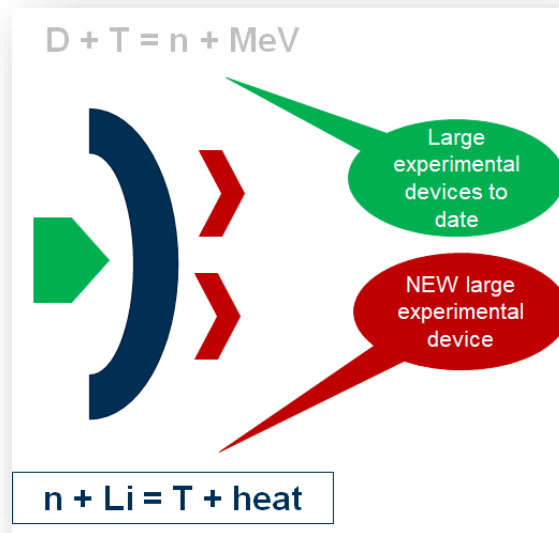 D + T = n + MeV
Large
experimental
devices to
date
NEW large
experimental
device
n + Li = T + heat